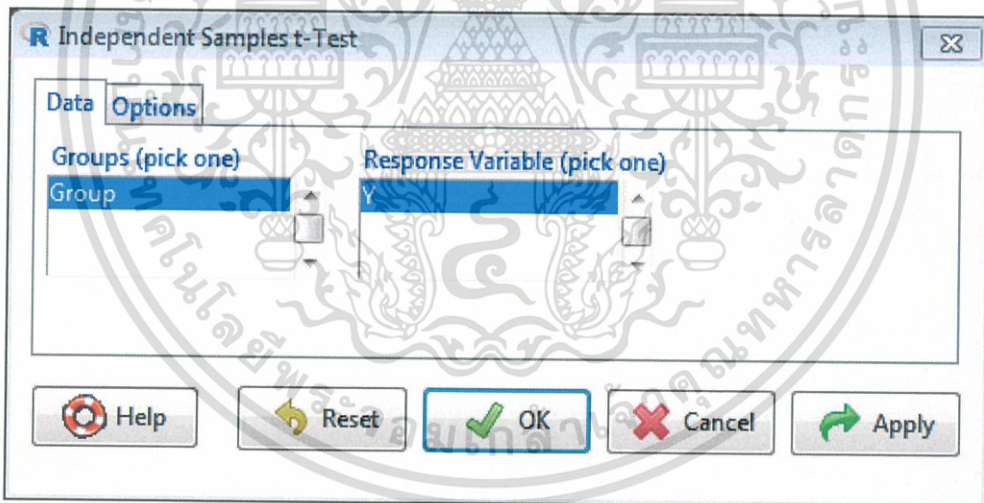 Independent Samples t-Test
Data Options
Groups (pick one) Response Variable (pick one)
Group Y
Help Reset OK Cancel Apply